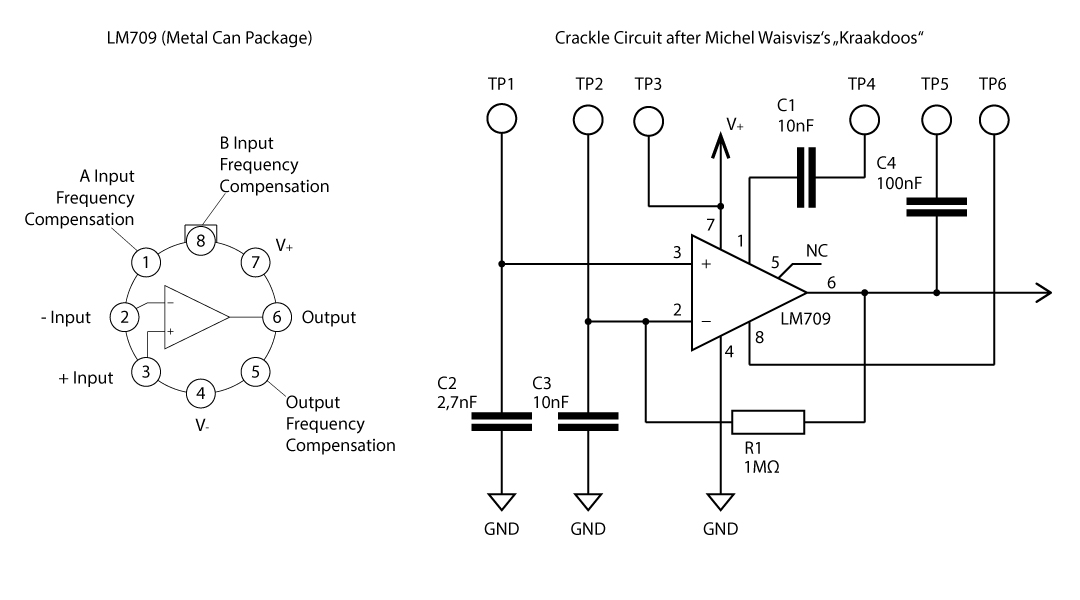 LM709 (Metal Can Package)
B Input
Frequency
Compensation
A Input
Frequency
Compensation
8
1
7
V+
- Input
2
−
+
6
Output
+ Input
3
5
4
V-
Output
Frequency
Compensation
Crackle Circuit after Michel Waisvisz‘s „Kraakdoos“
TP1
TP2
TP3
TP4
TP5
TP6
C1
10nF
V+
C4
100nF
7
1
3
+
5
NC
6
2
−
LM709
8
4
C2
2,7nF
C3
10nF
R1
1MΩ
GND
GND
GND